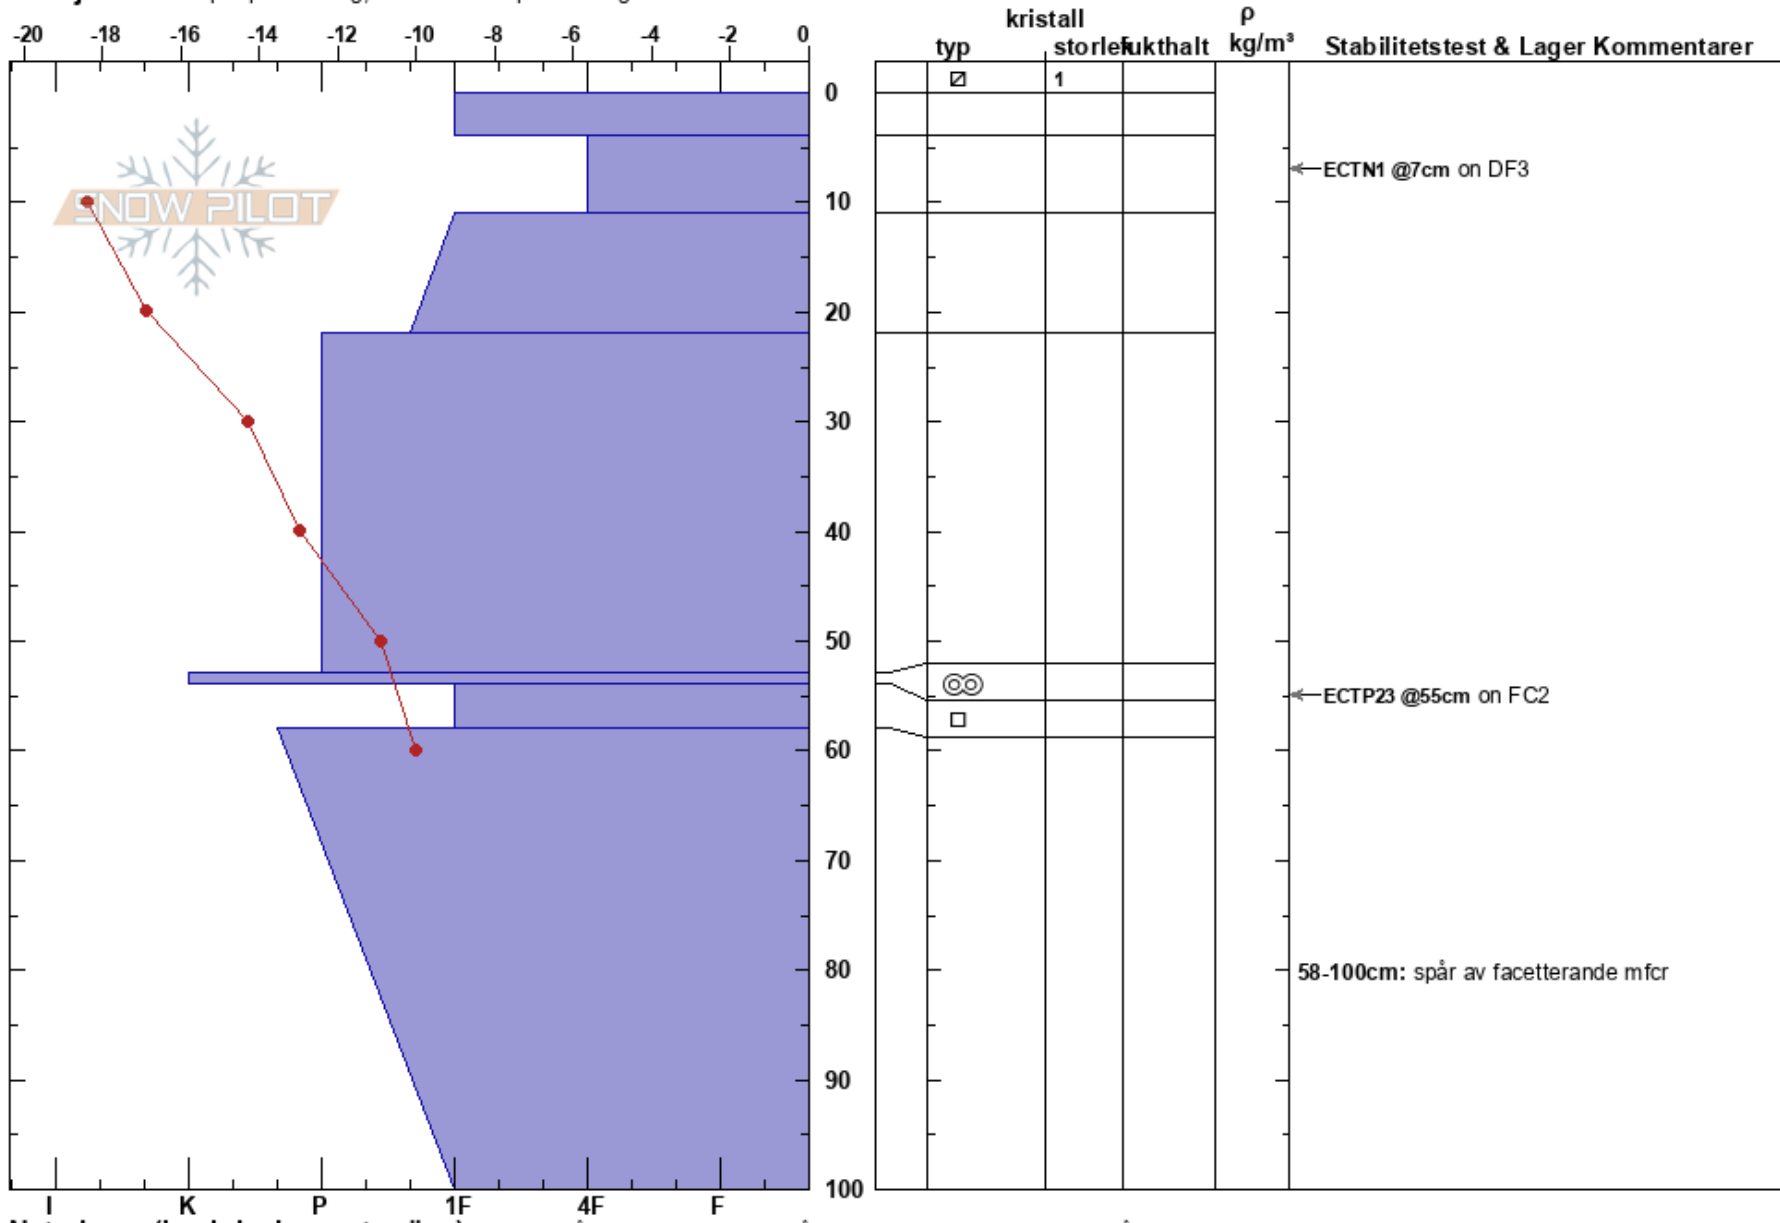 kristall
ρ
-20 -18 -16 -14 -12 -10 -8 -6 -4 -2 0
typ storlek fukthalt kg/m³ Stabilitetstest & Lager Kommentarer
1
0
ECTN1 @7cm on DF3
10
SNOW PILOT
20
30
40
50
ECTP23 @55cm on FC2
60
70
80
58-100cm: spår av facetterande mfcr
90
100
I K P 1F 4F F